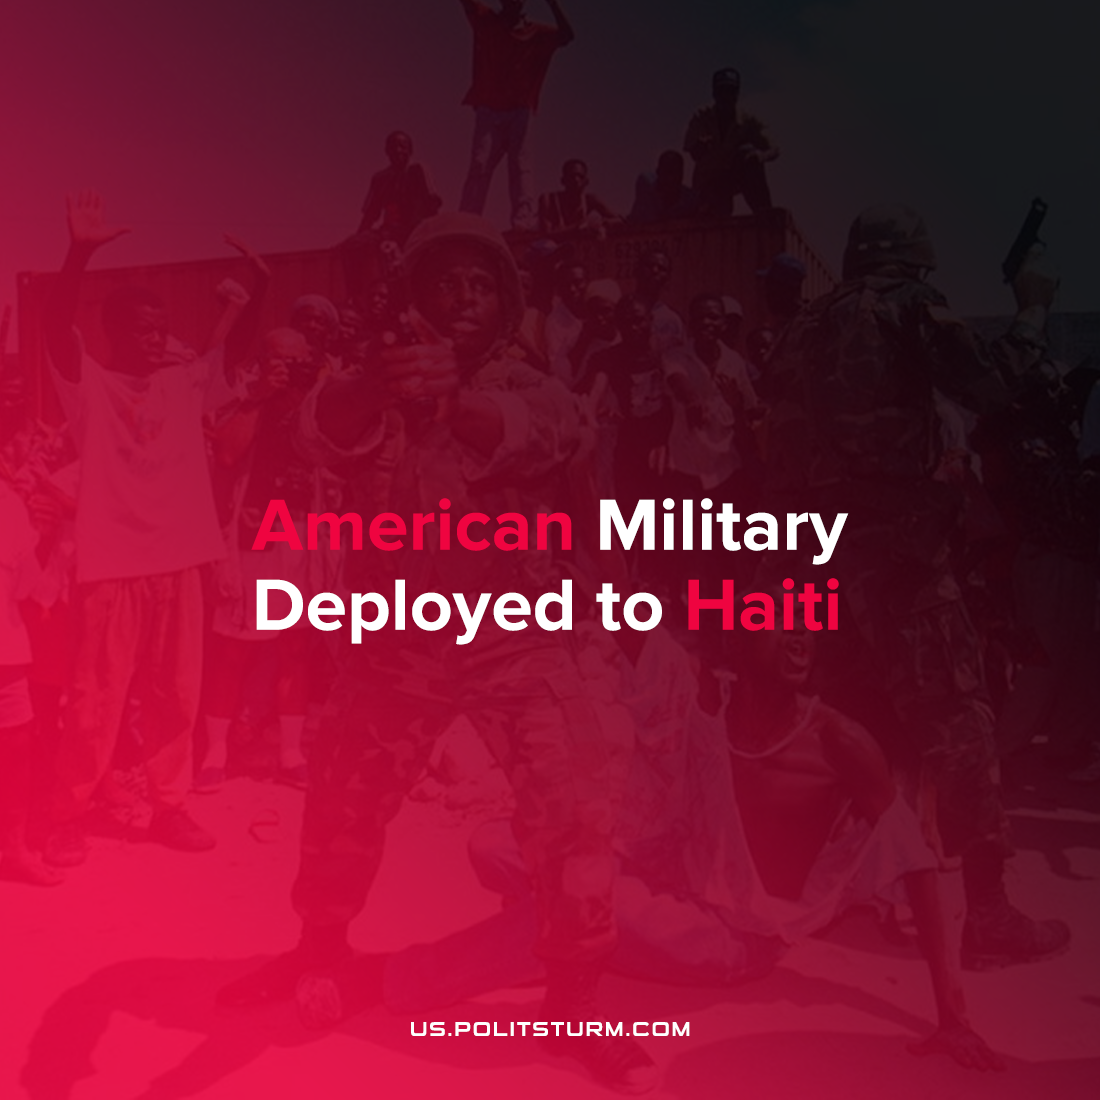 American Military
Deployed to Haiti
US.POLITSTURM.COM